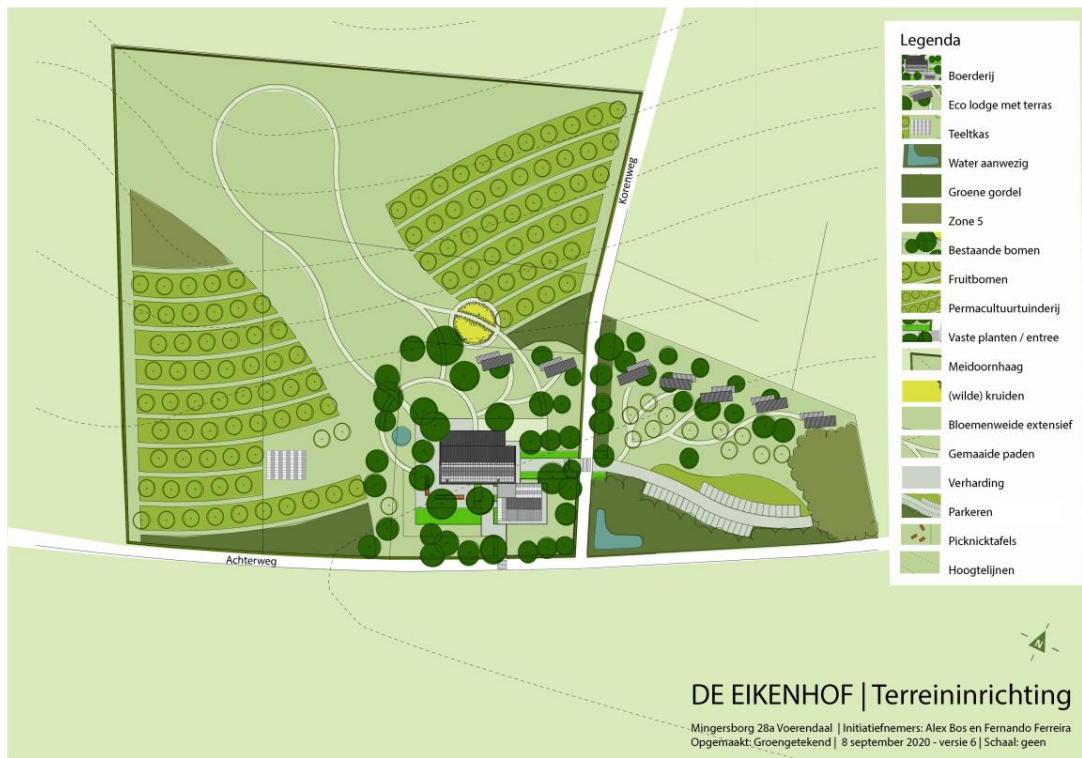 Legenda
Boerderij
Eco lodge met terras
Teeltkas
Water aanwezig
Groene gordel
Zone 5
Bestaande bomen
Fruitbomen
Permacultuurtuinderij
Vaste planten / entree
Meidoornhaag
(wilde) kruiden
Bloemenweide extensief
Gemaaide paden
Verharding
Parkeren
Picknicktafels
Hoogtelijnen
Korenweg
Achterweg
N
DE EIKENHOF | Terreininrichting
Mingersborg 28a Voerendaal | Initiatiefnemers: Alex Bos en Fernando Ferreira
Opgemaakt: Groengetekend | 8 september 2020 - versie 6 | Schaal: geen